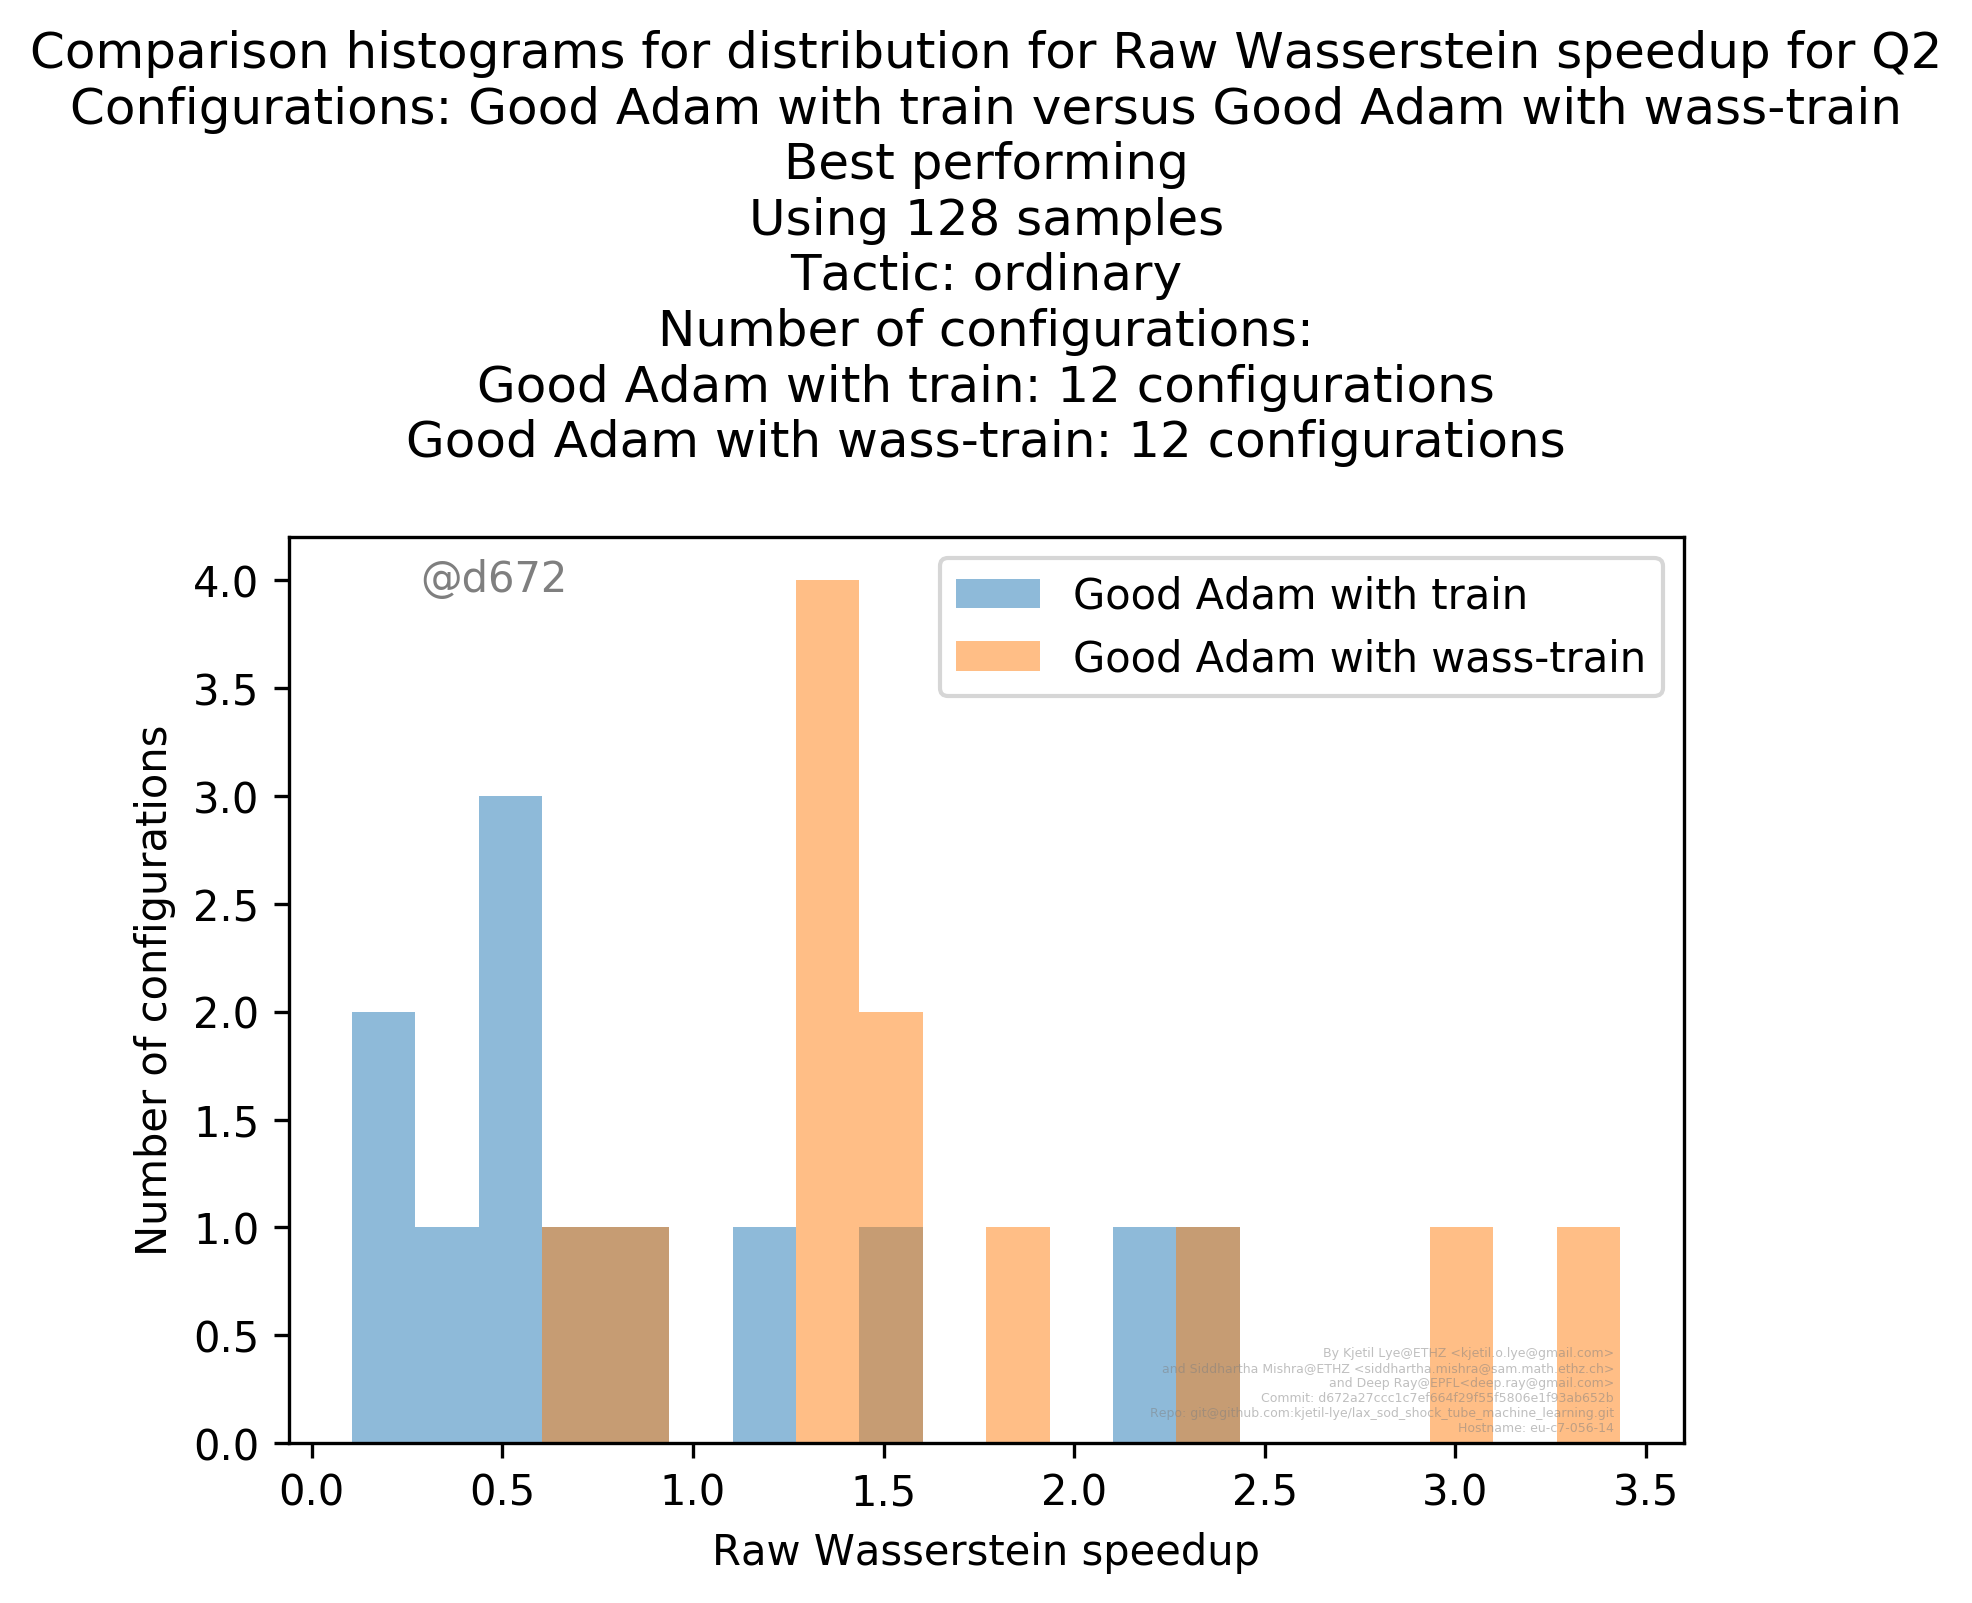 Comparison histograms for distribution for Raw Wasserstein speedup for Q2
Configurations: Good Adam with train versus Good Adam with wass-train
Best performing
Using 128 samples
Tactic: ordinary
Number of configurations:
Good Adam with train: 12 configurations
Good Adam with wass-train: 12 configurations
@d672
Good Adam with train
Good Adam with wass-train
Number of configurations
4.0
3.5
3.0
2.5
2.0
1.5
1.0
0.5
0.0
By Kjetil Lye@ETHZ <kjetil.o.lye@gmail.com>
and Siddhartha Mishra@ETHZ <siddhartha.mishra@sam.math.ethz.ch>
and Deep Ray@EPFL<deep.ray@gmail.com>
Commit: d672a27ccc1c7ef664f29f55f5806e1f93ab652b
Repo: git@github.com:kjetil-lye/lax_sod_shock_tube_machine_learning.git
Hostname: eu-c7-056-14
0.0 0.5 1.0 1.5 2.0 2.5 3.0 3.5
Raw Wasserstein speedup